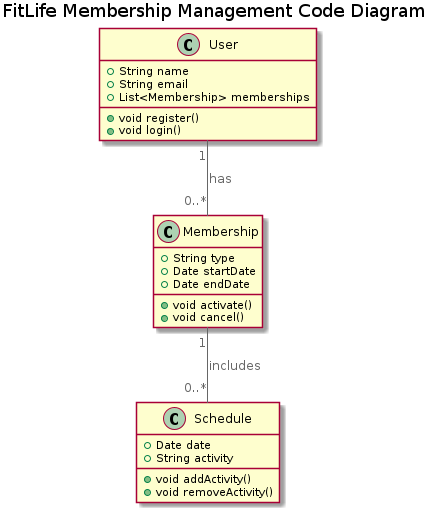 FitLife Membership Management Code Diagram
C User
String name
String email
List<Membership> memberships
void register()
void login()
1
has
0..*
C Membership
String type
Date startDate
Date endDate
void activate()
void cancel()
1
includes
0..*
C Schedule
Date date
String activity
void addActivity()
void removeActivity()